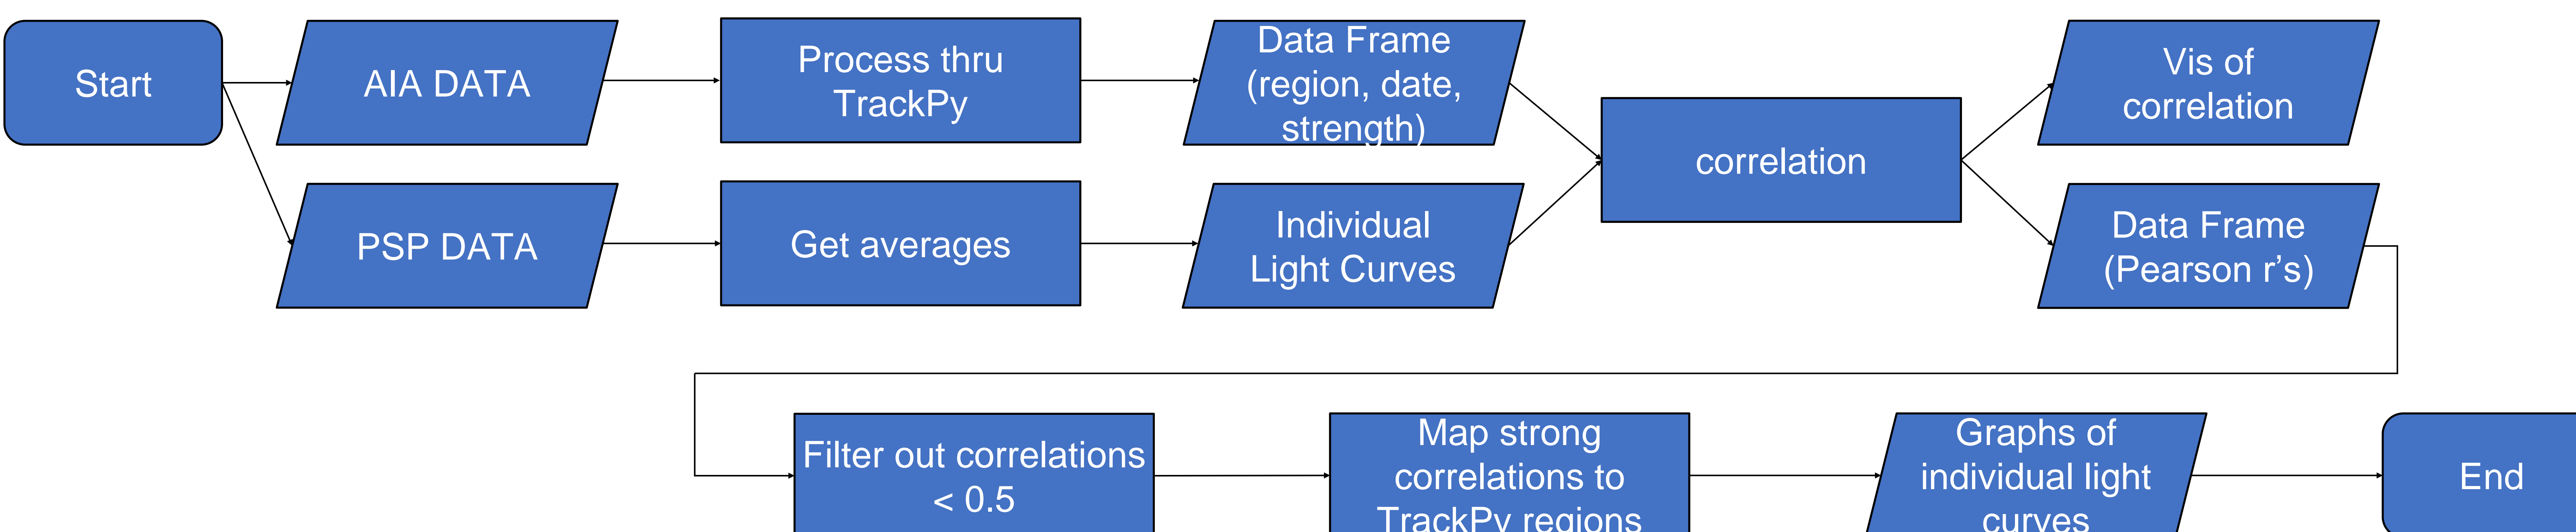 Start
AIA DATA
Process thru
TrackPy
Data Frame
(region, date,
strength)
Vis of
correlation
correlation
PSP DATA
Get averages
Individual
Light Curves
Data Frame
(Pearson r’s)
Filter out correlations
< 0.5
Map strong
correlations to
TrackPy regions
Graphs of
individual light
curves
End